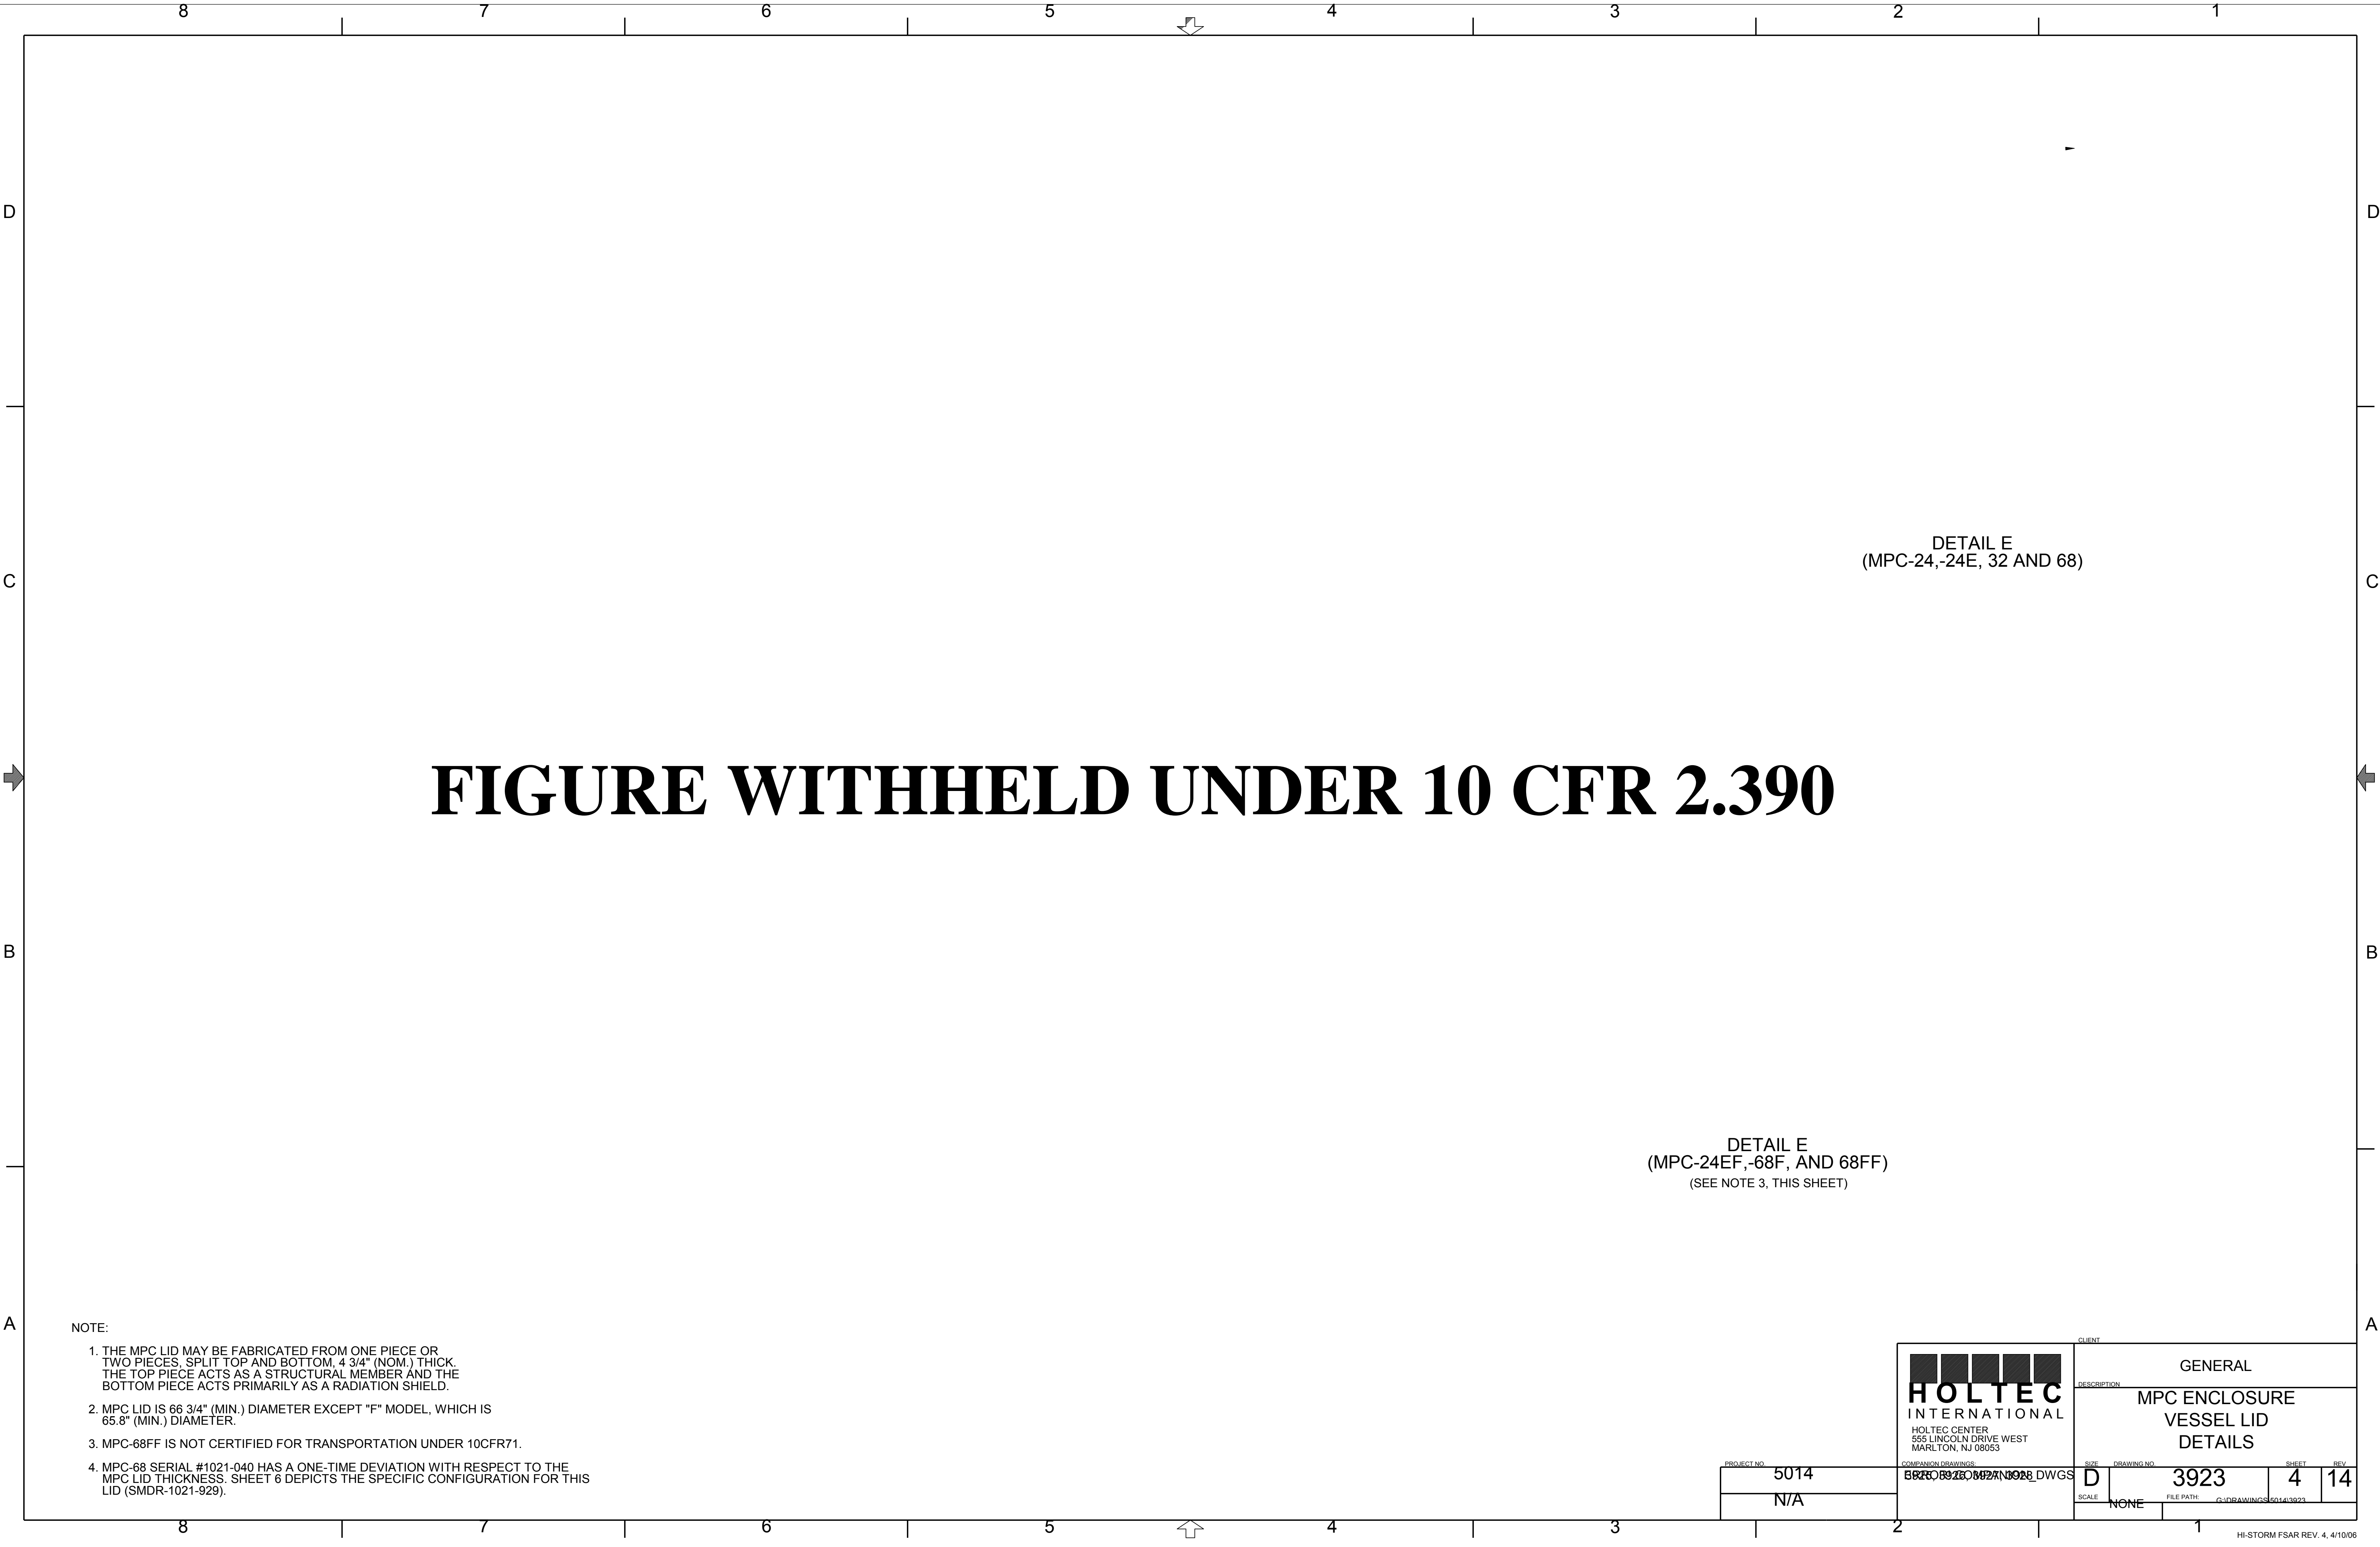 8 7 6 5 4 3 2 1
D D
DETAIL E
(MPC-24,-24E, 32 AND 68)
C C
FIGURE WITHHELD UNDER 10 CFR 2.390
B B
DETAIL E
(MPC-24EF,-68F, AND 68FF)
(SEE NOTE 3, THIS SHEET)
A A
NOTE:
1. THE MPC LID MAY BE FABRICATED FROM ONE PIECE OR
TWO PIECES, SPLIT TOP AND BOTTOM, 4 3/4" (NOM.) THICK.
THE TOP PIECE ACTS AS A STRUCTURAL MEMBER AND THE
BOTTOM PIECE ACTS PRIMARILY AS A RADIATION SHIELD.
2. MPC LID IS 66 3/4" (MIN.) DIAMETER EXCEPT "F" MODEL, WHICH IS
65.8" (MIN.) DIAMETER.
3. MPC-68FF IS NOT CERTIFIED FOR TRANSPORTATION UNDER 10CFR71.
4. MPC-68 SERIAL #1021-040 HAS A ONE-TIME DEVIATION WITH RESPECT TO THE
MPC LID THICKNESS. SHEET 6 DEPICTS THE SPECIFIC CONFIGURATION FOR THIS
LID (SMDR-1021-929).
HOLTEC
INTERNATIONAL
HOLTEC CENTER
555 LINCOLN DRIVE WEST
MARLTON, NJ 08053
CLIENT
GENERAL
DESCRIPTION
MPC ENCLOSURE
VESSEL LID
DETAILS
PROJECT NO.
5014
N/A
COMPANION DRAWINGS:
SIZE
D
DRAWING NO.
3923
SHEET
4
REV
14
SCALE
NONE
FILE PATH:
G:\DRAWINGS\5014\3923
8 7 6 5 4 3 2 1
HI-STORM FSAR REV. 4, 4/10/06